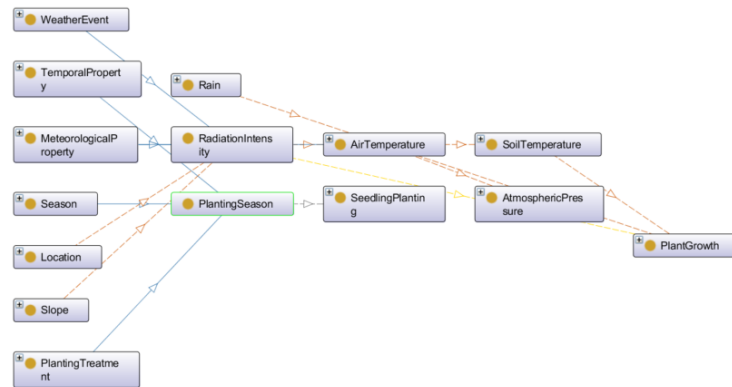 WeatherEvent
TemporalPropert
y
Rain
MeteorologicalP
roperty
RadiationIntens
ity
AirTemperature
SoilTemperature
Season
PlantingSeason
SeedlingPlantin
g
AtmosphericPres
sure
Location
PlantGrowth
Slope
PlantingTreatme
nt